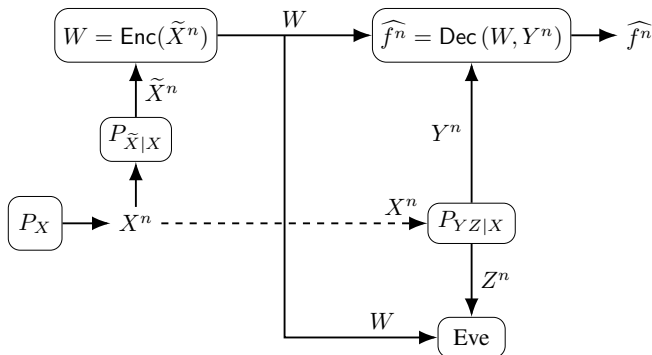 W = Enc(X̃ⁿ)
W
f̂ⁿ = Dec (W, Yⁿ)
f̂ⁿ
X̃ⁿ
P_{X̃|X}
Yⁿ
P_X
Xⁿ
Xⁿ
P_{YZ|X}
Zⁿ
W
Eve